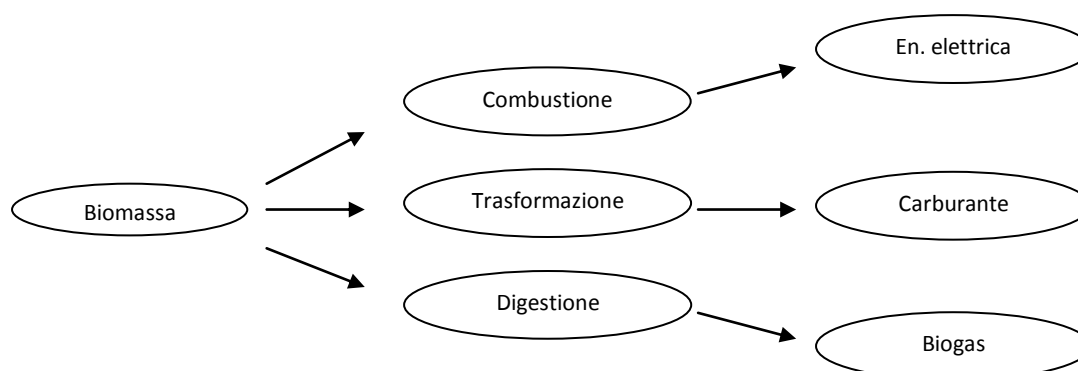 En. elettrica
Combustione
Biomassa
Trasformazione
Carburante
Digestione
Biogas